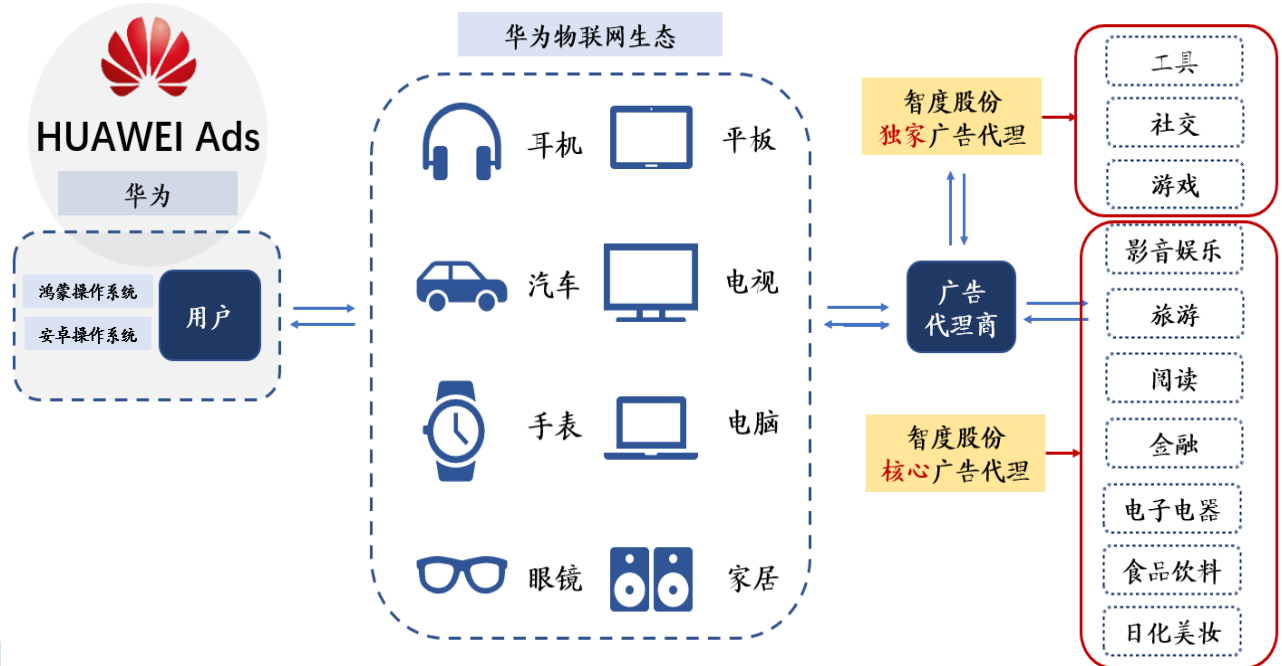 HUAWEI Ads
华为
鸿蒙操作系统
安卓操作系统
用户
华为物联网生态
耳机
平板
汽车
电视
手表
电脑
眼镜
家居
智度股份
独家广告代理
广告
代理商
智度股份
核心广告代理
工具
社交
游戏
影音娱乐
旅游
阅读
金融
电子电器
食品饮料
日化美妆